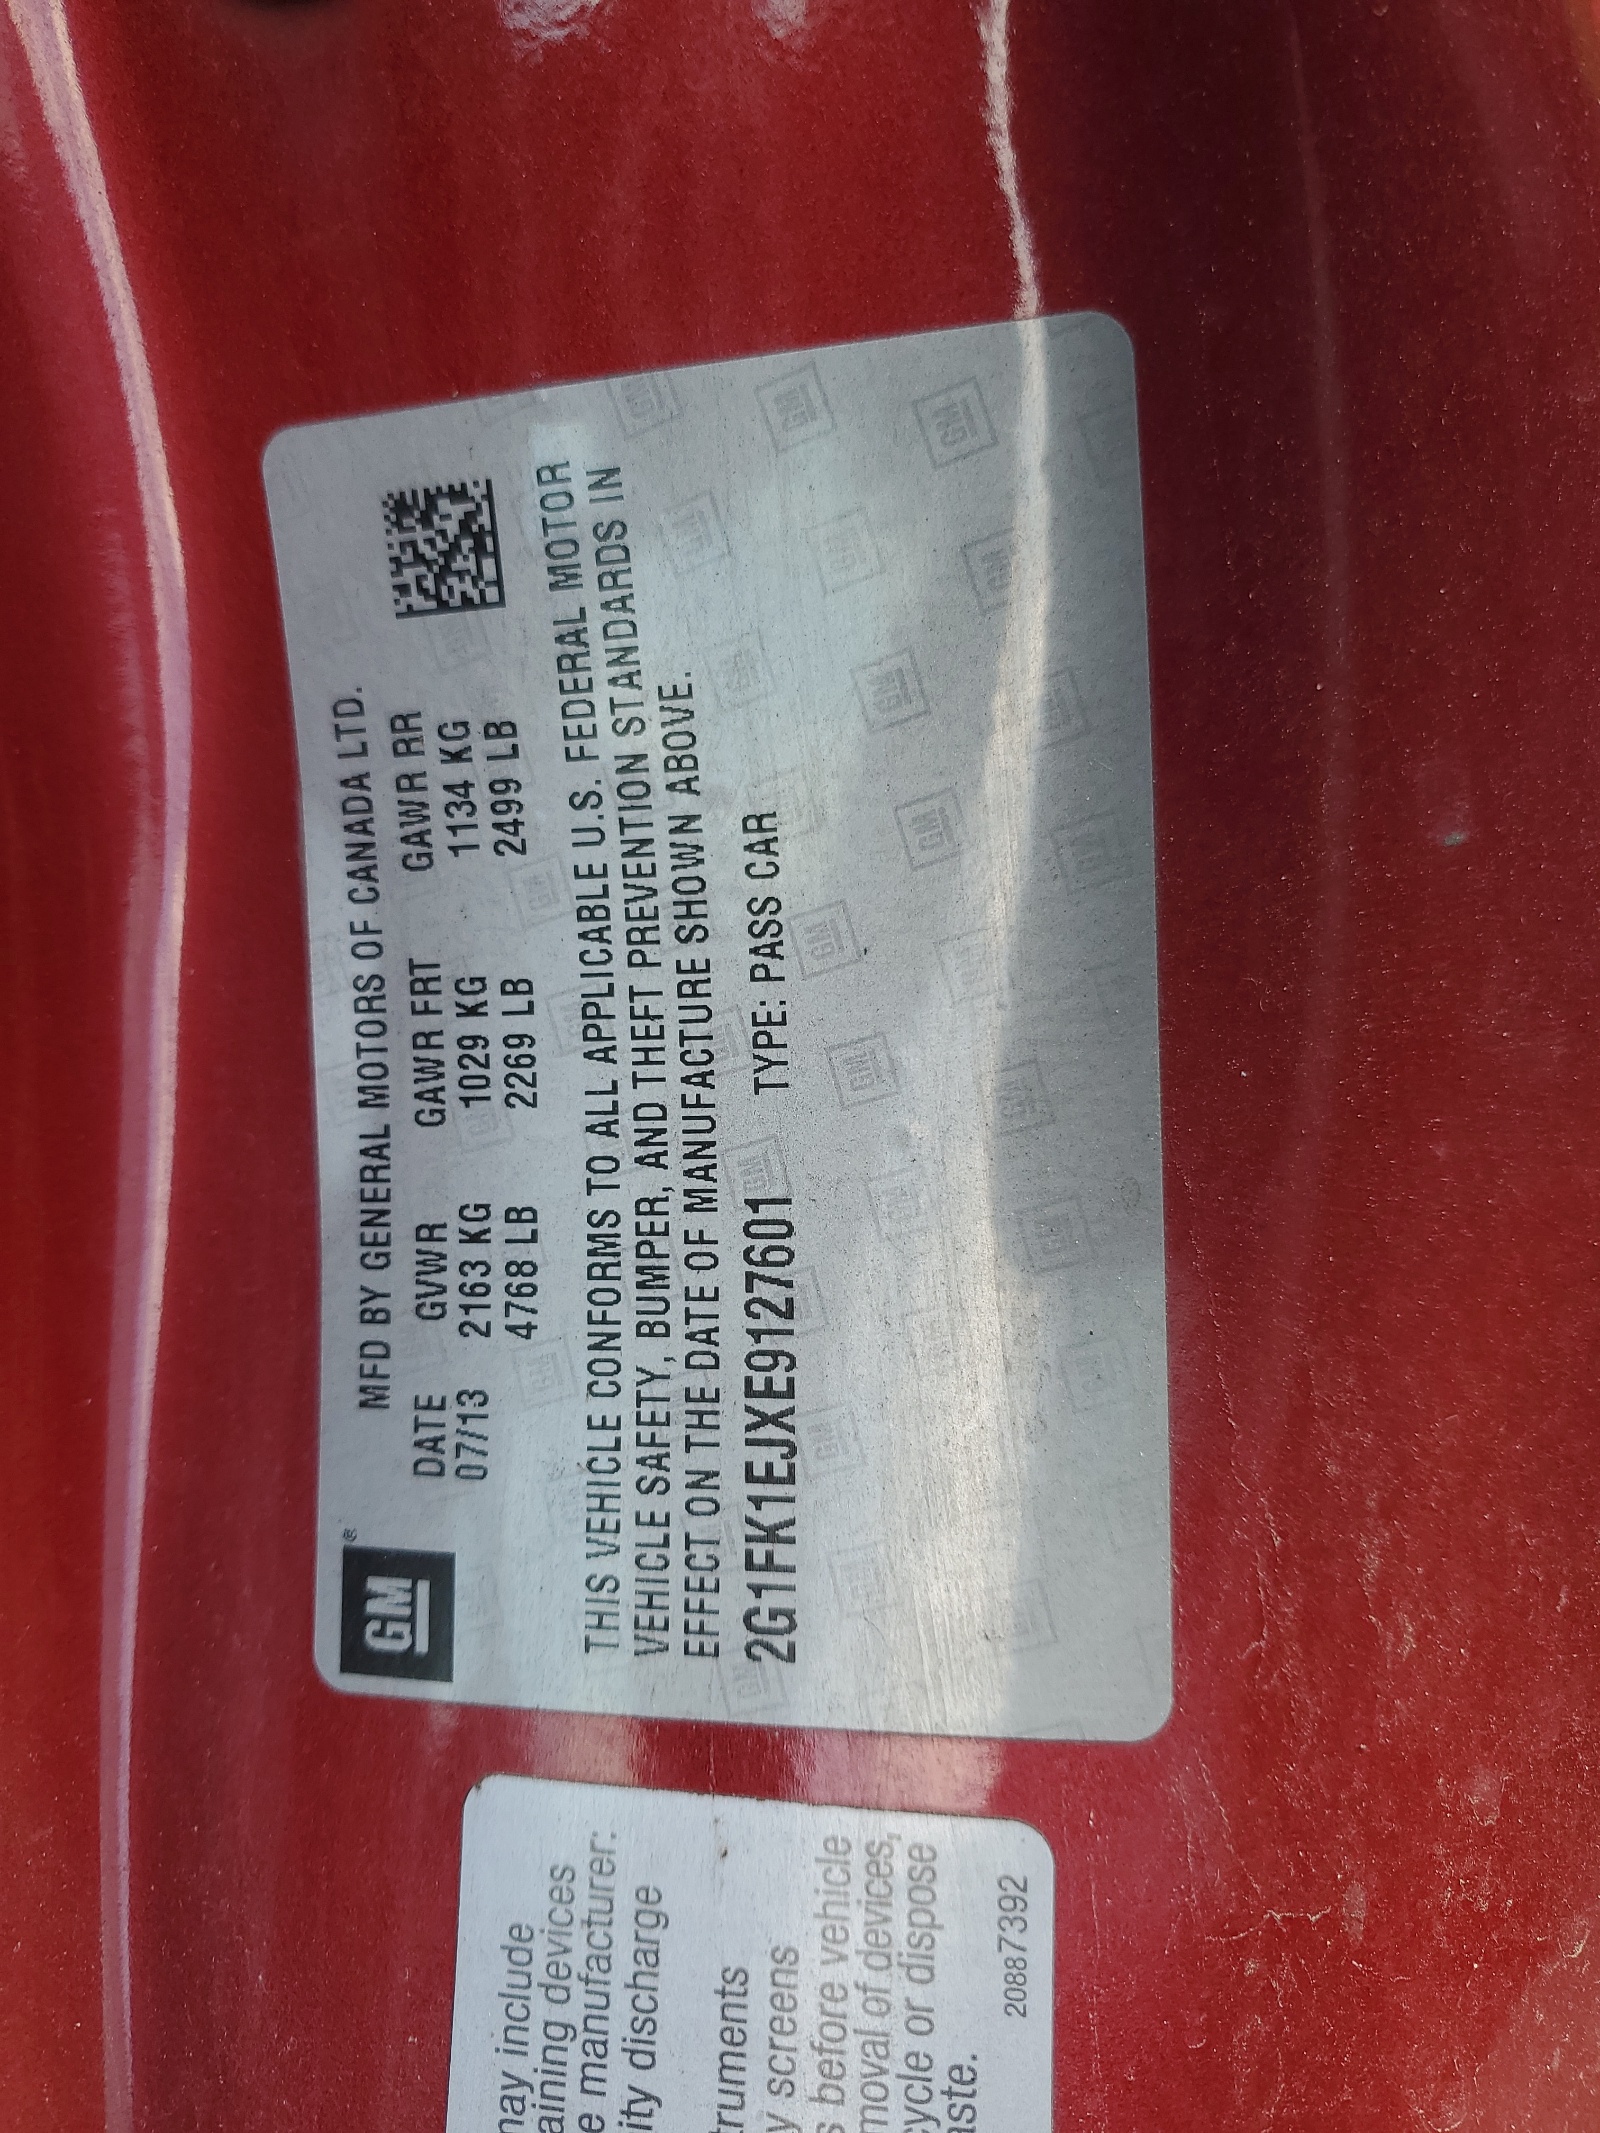 GM®
MFD BY GENERAL MOTORS OF CANADA LTD.
DATE GVWR GAWR FRT GAWR RR
07/13 2163 KG 1029 KG 1134 KG
4768 LB 2269 LB 2499 LB
THIS VEHICLE CONFORMS TO ALL APPLICABLE U.S. FEDERAL MOTOR
VEHICLE SAFETY, BUMPER, AND THEFT PREVENTION STANDARDS IN
EFFECT ON THE DATE OF MANUFACTURE SHOWN ABOVE.
2G1FK1EJXE9127601 TYPE: PASS CAR
may include
aining devices
e manufacturer:
ity discharge
truments
y screens
s before vehicle
moval of devices,
cycle or dispose
aste.
20887392